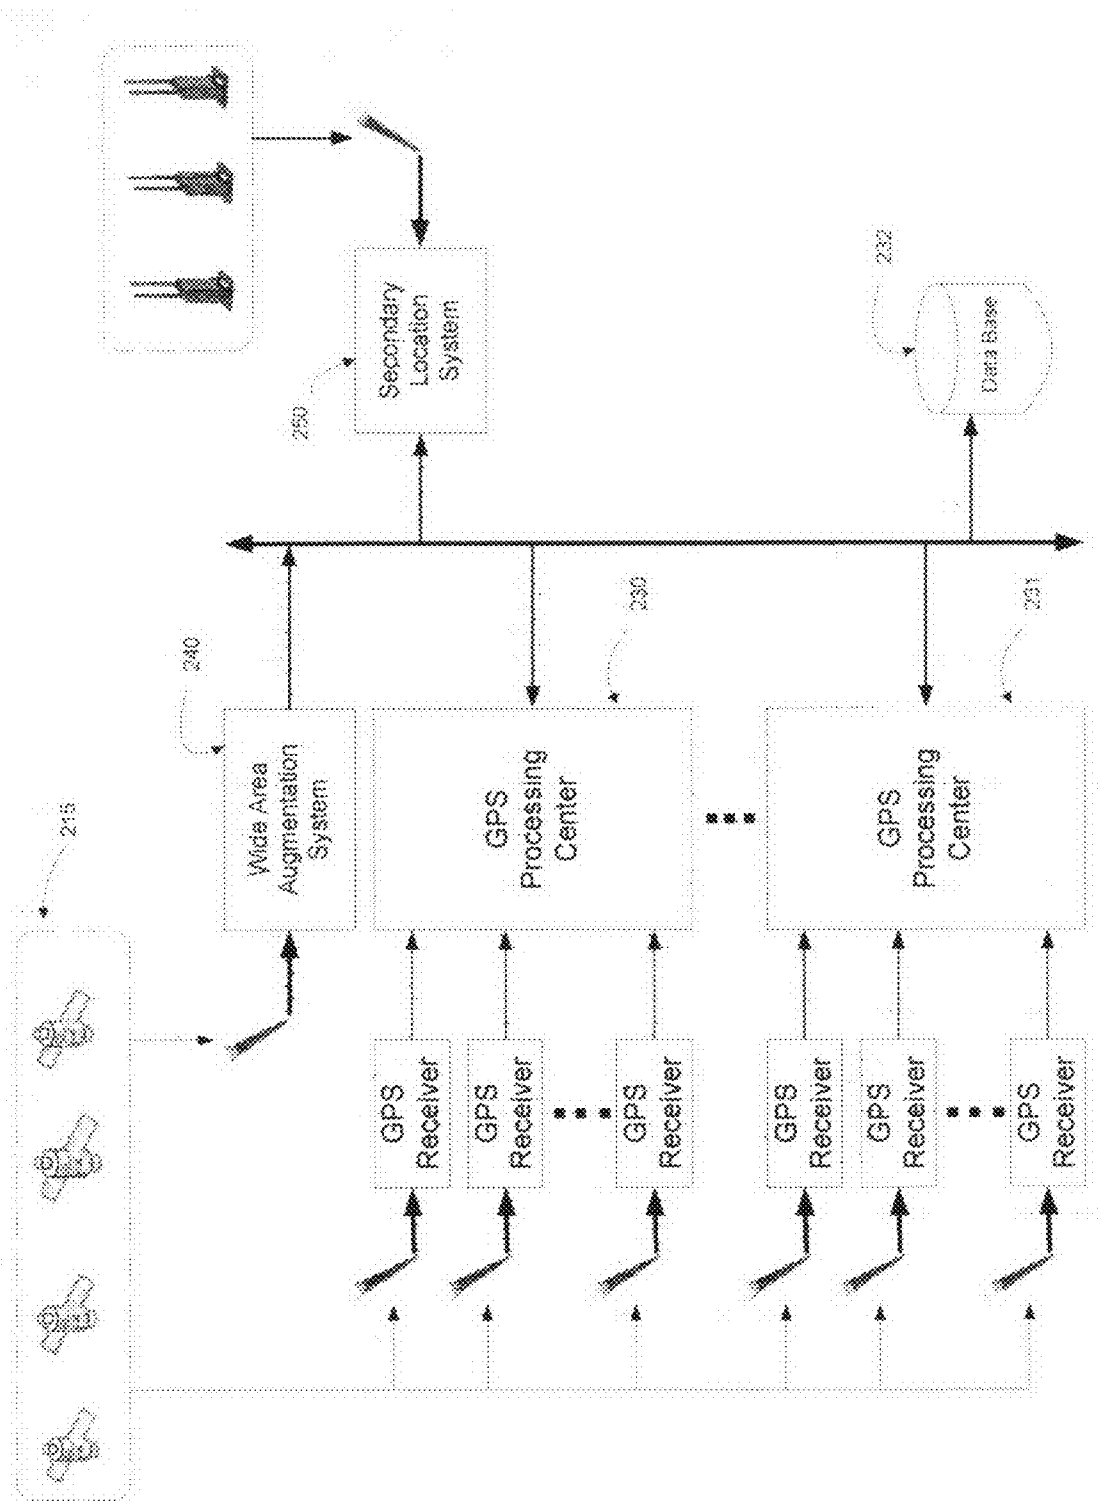 215
240
Wide Area
Augmentation
System
250
Secondary
Location
System
GPS
Receiver
GPS
Receiver
GPS
Receiver
GPS
Processing
Center
230
GPS
Receiver
GPS
Receiver
GPS
Receiver
GPS
Processing
Center
231
232
Data Base